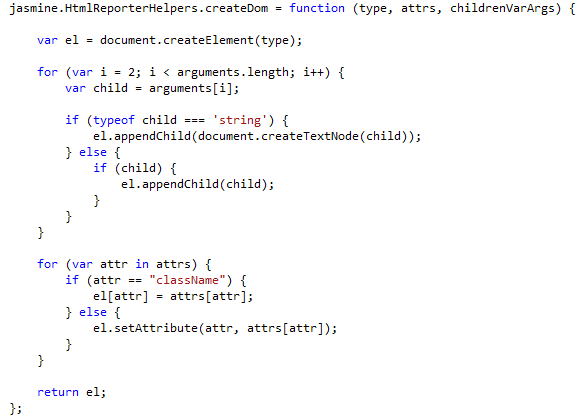 jasmine.HtmlReporterHelpers.createDom = function (type, attrs, childrenVarArgs) {

    var el = document.createElement(type);

    for (var i = 2; i < arguments.length; i++) {
        var child = arguments[i];

        if (typeof child === 'string') {
            el.appendChild(document.createTextNode(child));
        } else {
            if (child) {
                el.appendChild(child);
            }
        }
    }

    for (var attr in attrs) {
        if (attr == "className") {
            el[attr] = attrs[attr];
        } else {
            el.setAttribute(attr, attrs[attr]);
        }
    }

    return el;
};